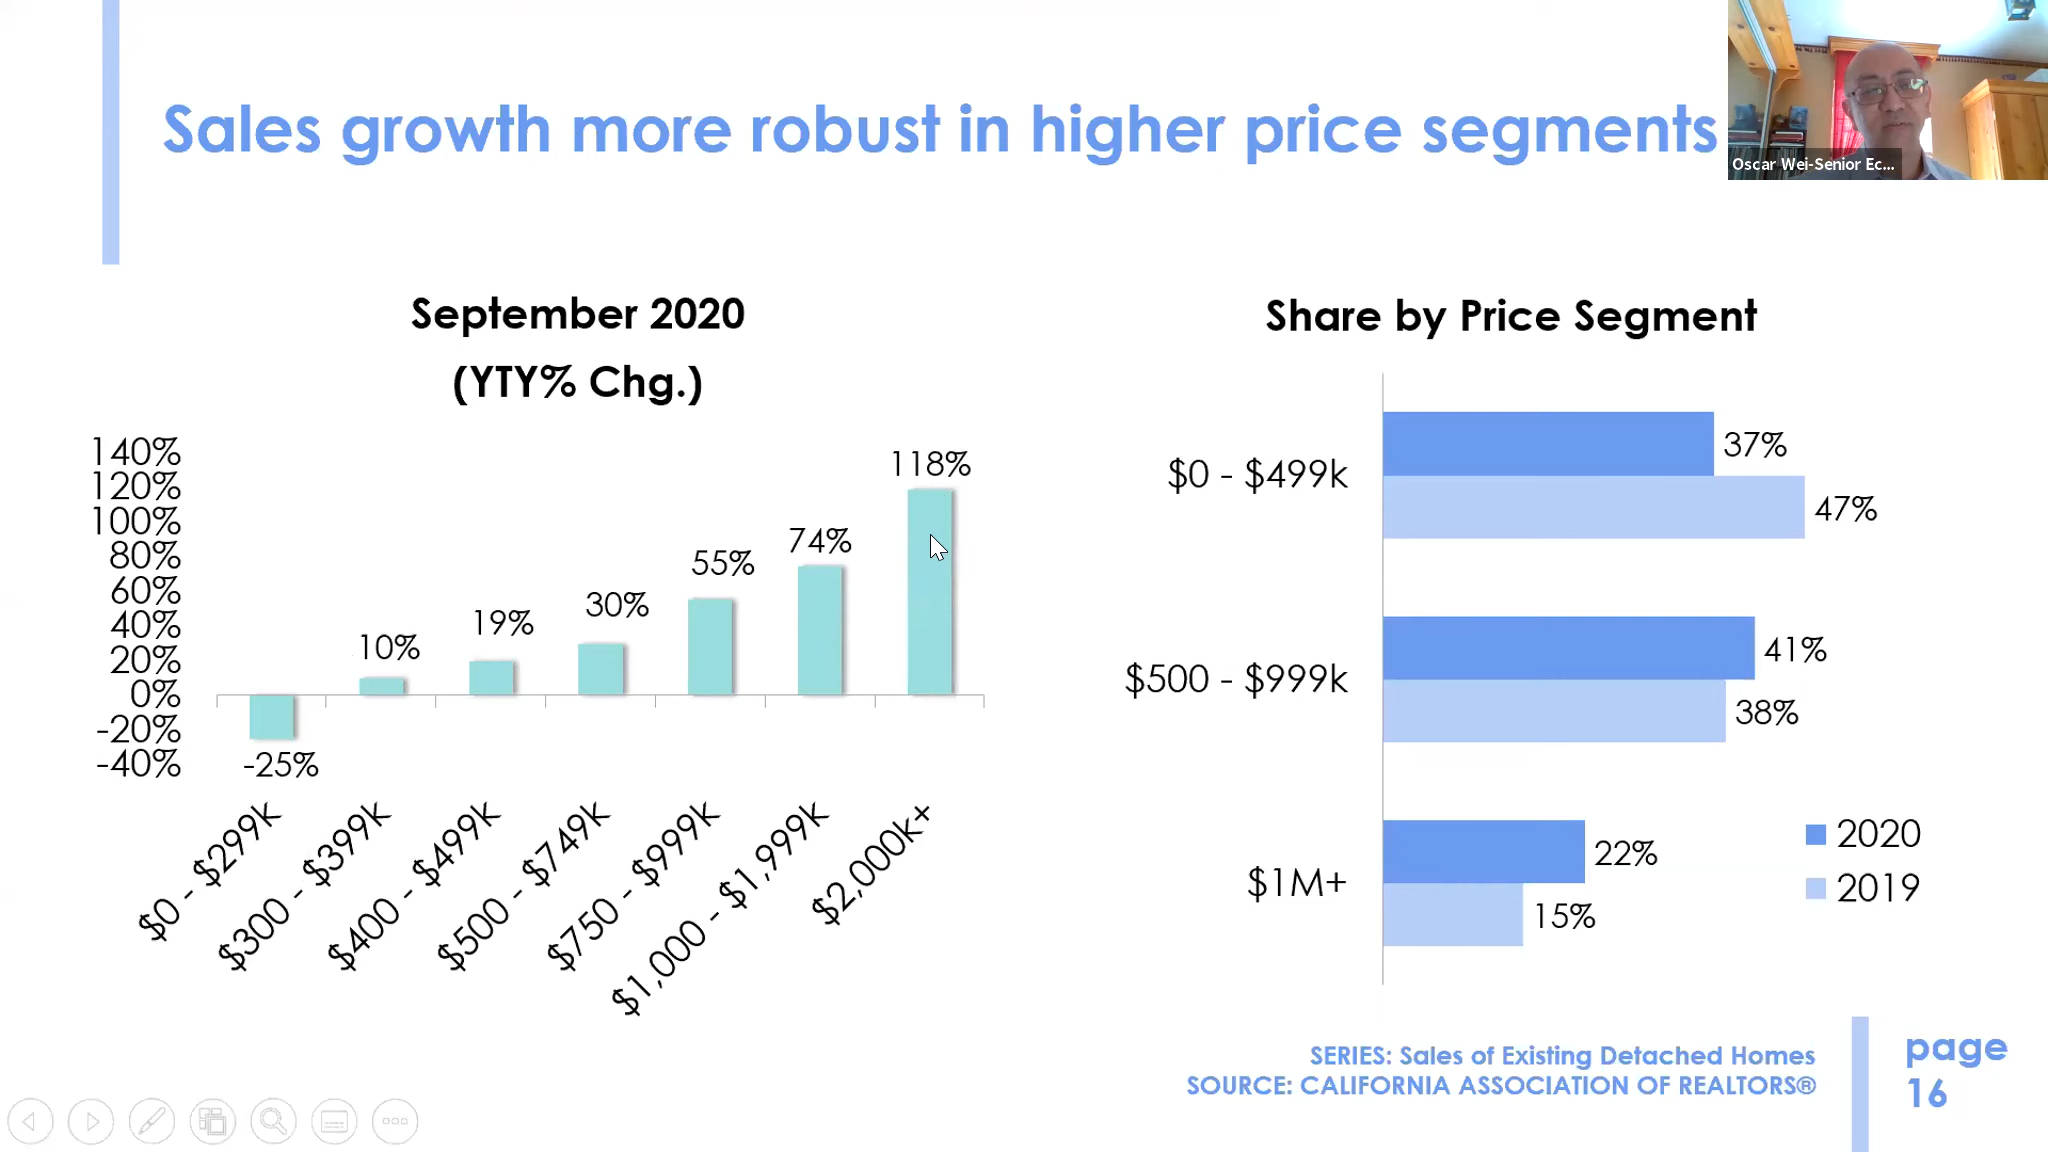 Sales growth more robust in higher price segments
Oscar Wei-Senior Ec...
September 2020
(YTY% Chg.)
140%
120%
100%
80%
60%
40%
20%
0%
-20%
-40%
-25%
10%
19%
30%
55%
74%
118%
$0 - $299k
$300 - $399k
$400 - $499k
$500 - $749k
$750 - $999k
$1,000 - $1,999k
$2,000k+
Share by Price Segment
$0 - $499k
37%
47%
$500 - $999k
41%
38%
$1M+
22%
15%
2020
2019
SERIES: Sales of Existing Detached Homes
SOURCE: CALIFORNIA ASSOCIATION OF REALTORS®
page
16